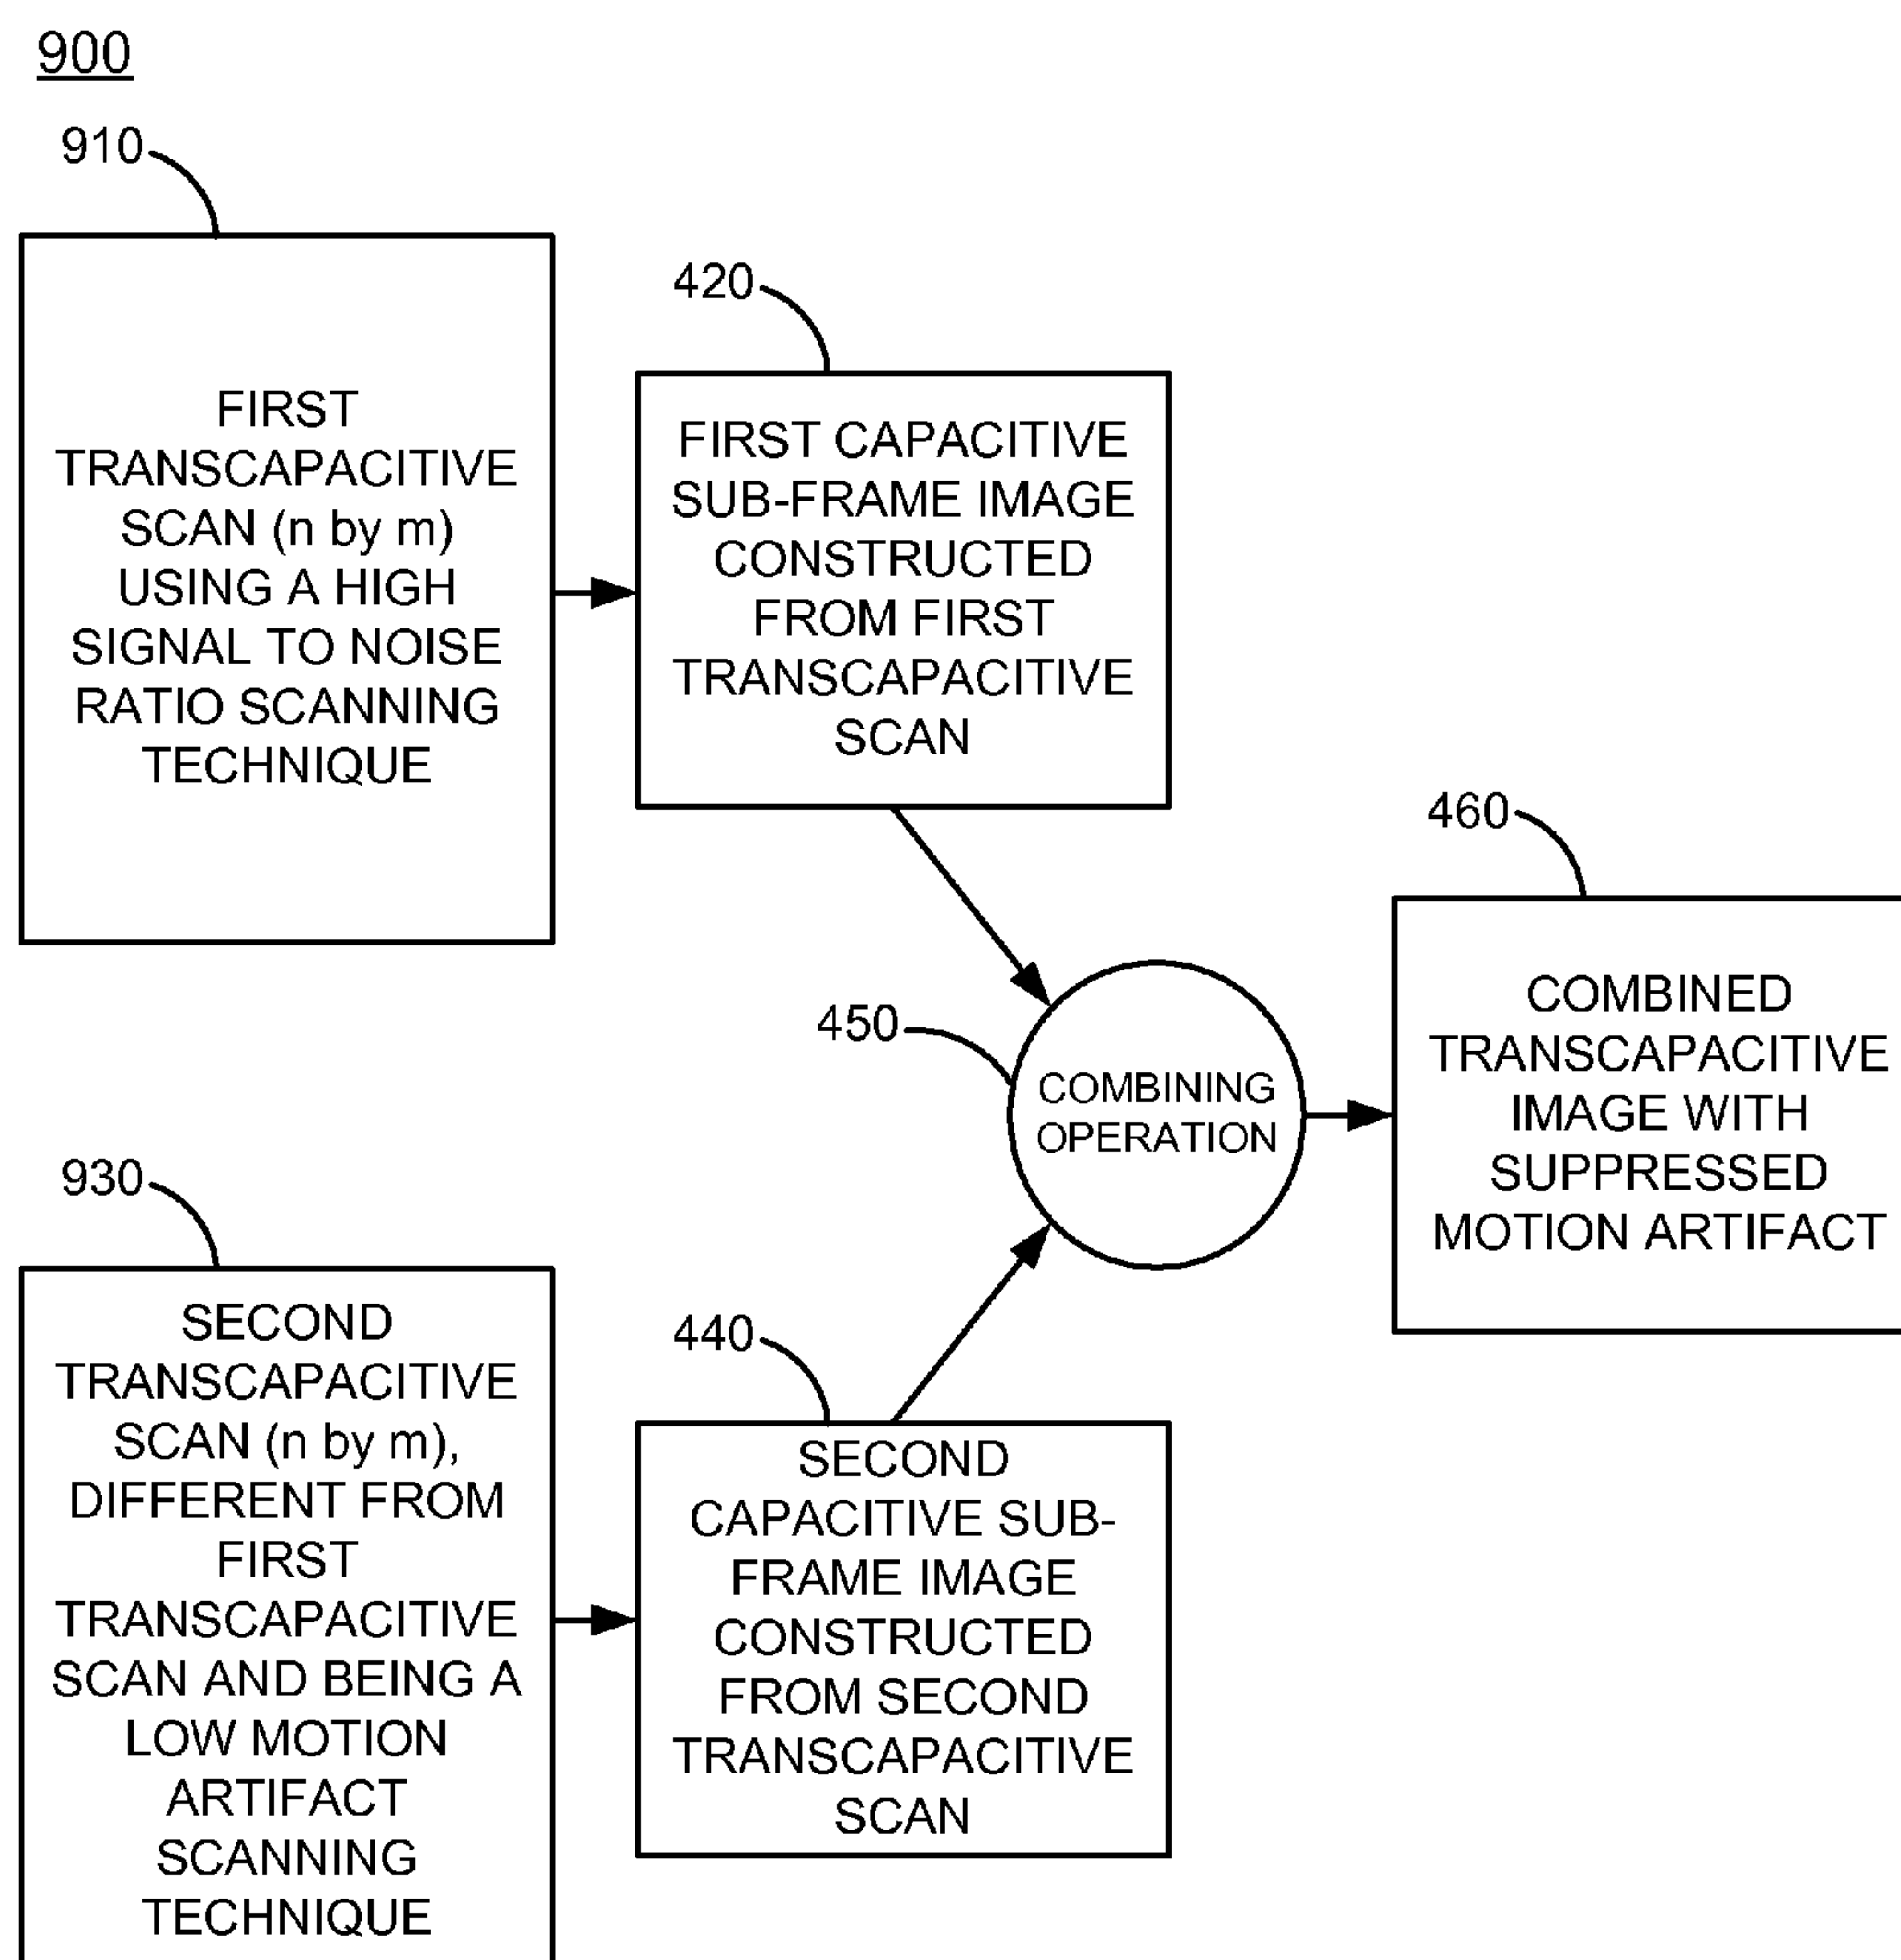 900
910
FIRST
TRANSCAPACITIVE
SCAN (n by m)
USING A HIGH
SIGNAL TO NOISE
RATIO SCANNING
TECHNIQUE
420
FIRST CAPACITIVE
SUB-FRAME IMAGE
CONSTRUCTED
FROM FIRST
TRANSCAPACITIVE
SCAN
450
COMBINING
OPERATION
460
COMBINED
TRANSCAPACITIVE
IMAGE WITH
SUPPRESSED
MOTION ARTIFACT
930
SECOND
TRANSCAPACITIVE
SCAN (n by m),
DIFFERENT FROM
FIRST
TRANSCAPACITIVE
SCAN AND BEING A
LOW MOTION
ARTIFACT
SCANNING
TECHNIQUE
440
SECOND
CAPACITIVE SUB-
FRAME IMAGE
CONSTRUCTED
FROM SECOND
TRANSCAPACITIVE
SCAN